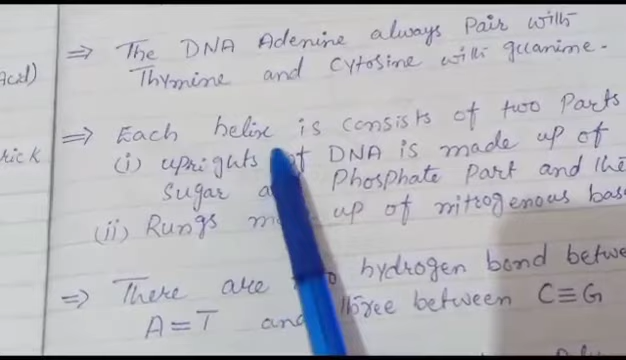 ⇒ The DNA Adenine always Pair with
Acid) Thymine and Cytosine with guanine.
⇒ Each helix is consists of two Parts
rick (i) uprights of DNA is made up of
Sugar Phosphate Part and the
(ii) Rungs up of nitrogenous bas
⇒ There are hydrogen bond betwe
A=T and three between C≡G